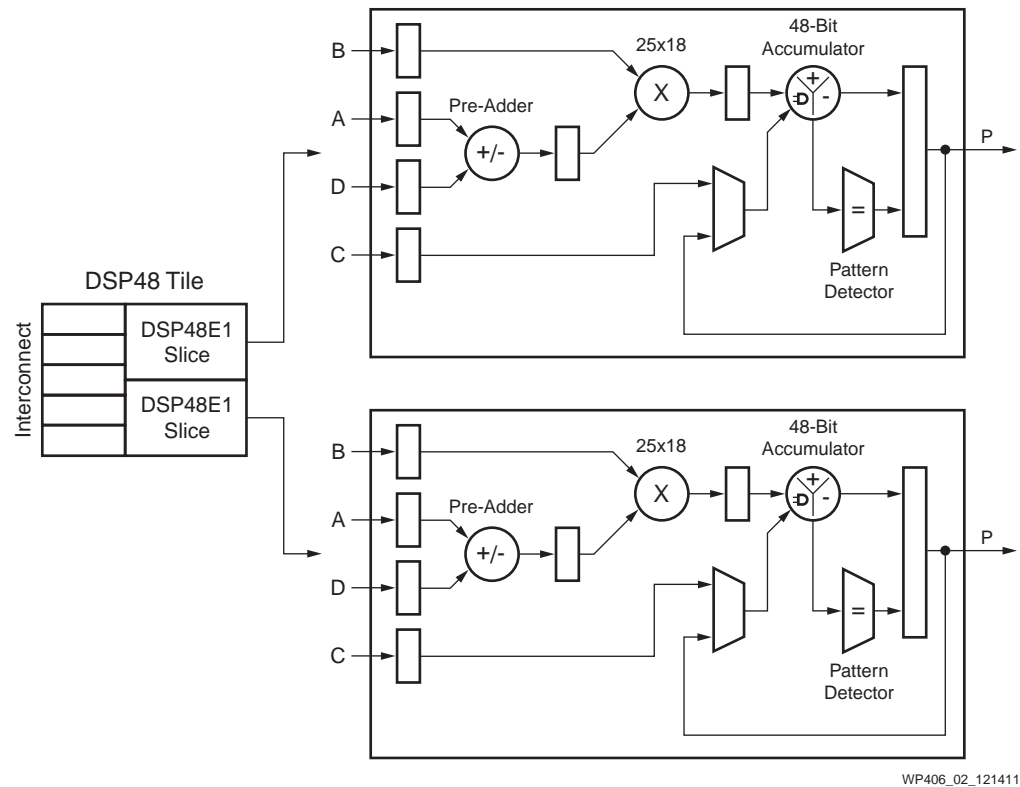 48-Bit
Accumulator
25x18
B
X
+
-
D
A
Pre-Adder
+/-
P
D
=
C
Pattern
Detector
DSP48 Tile
Interconnect
DSP48E1
Slice
DSP48E1
Slice
48-Bit
Accumulator
25x18
B
X
+
-
D
A
Pre-Adder
+/-
P
D
=
C
Pattern
Detector
WP406_02_121411